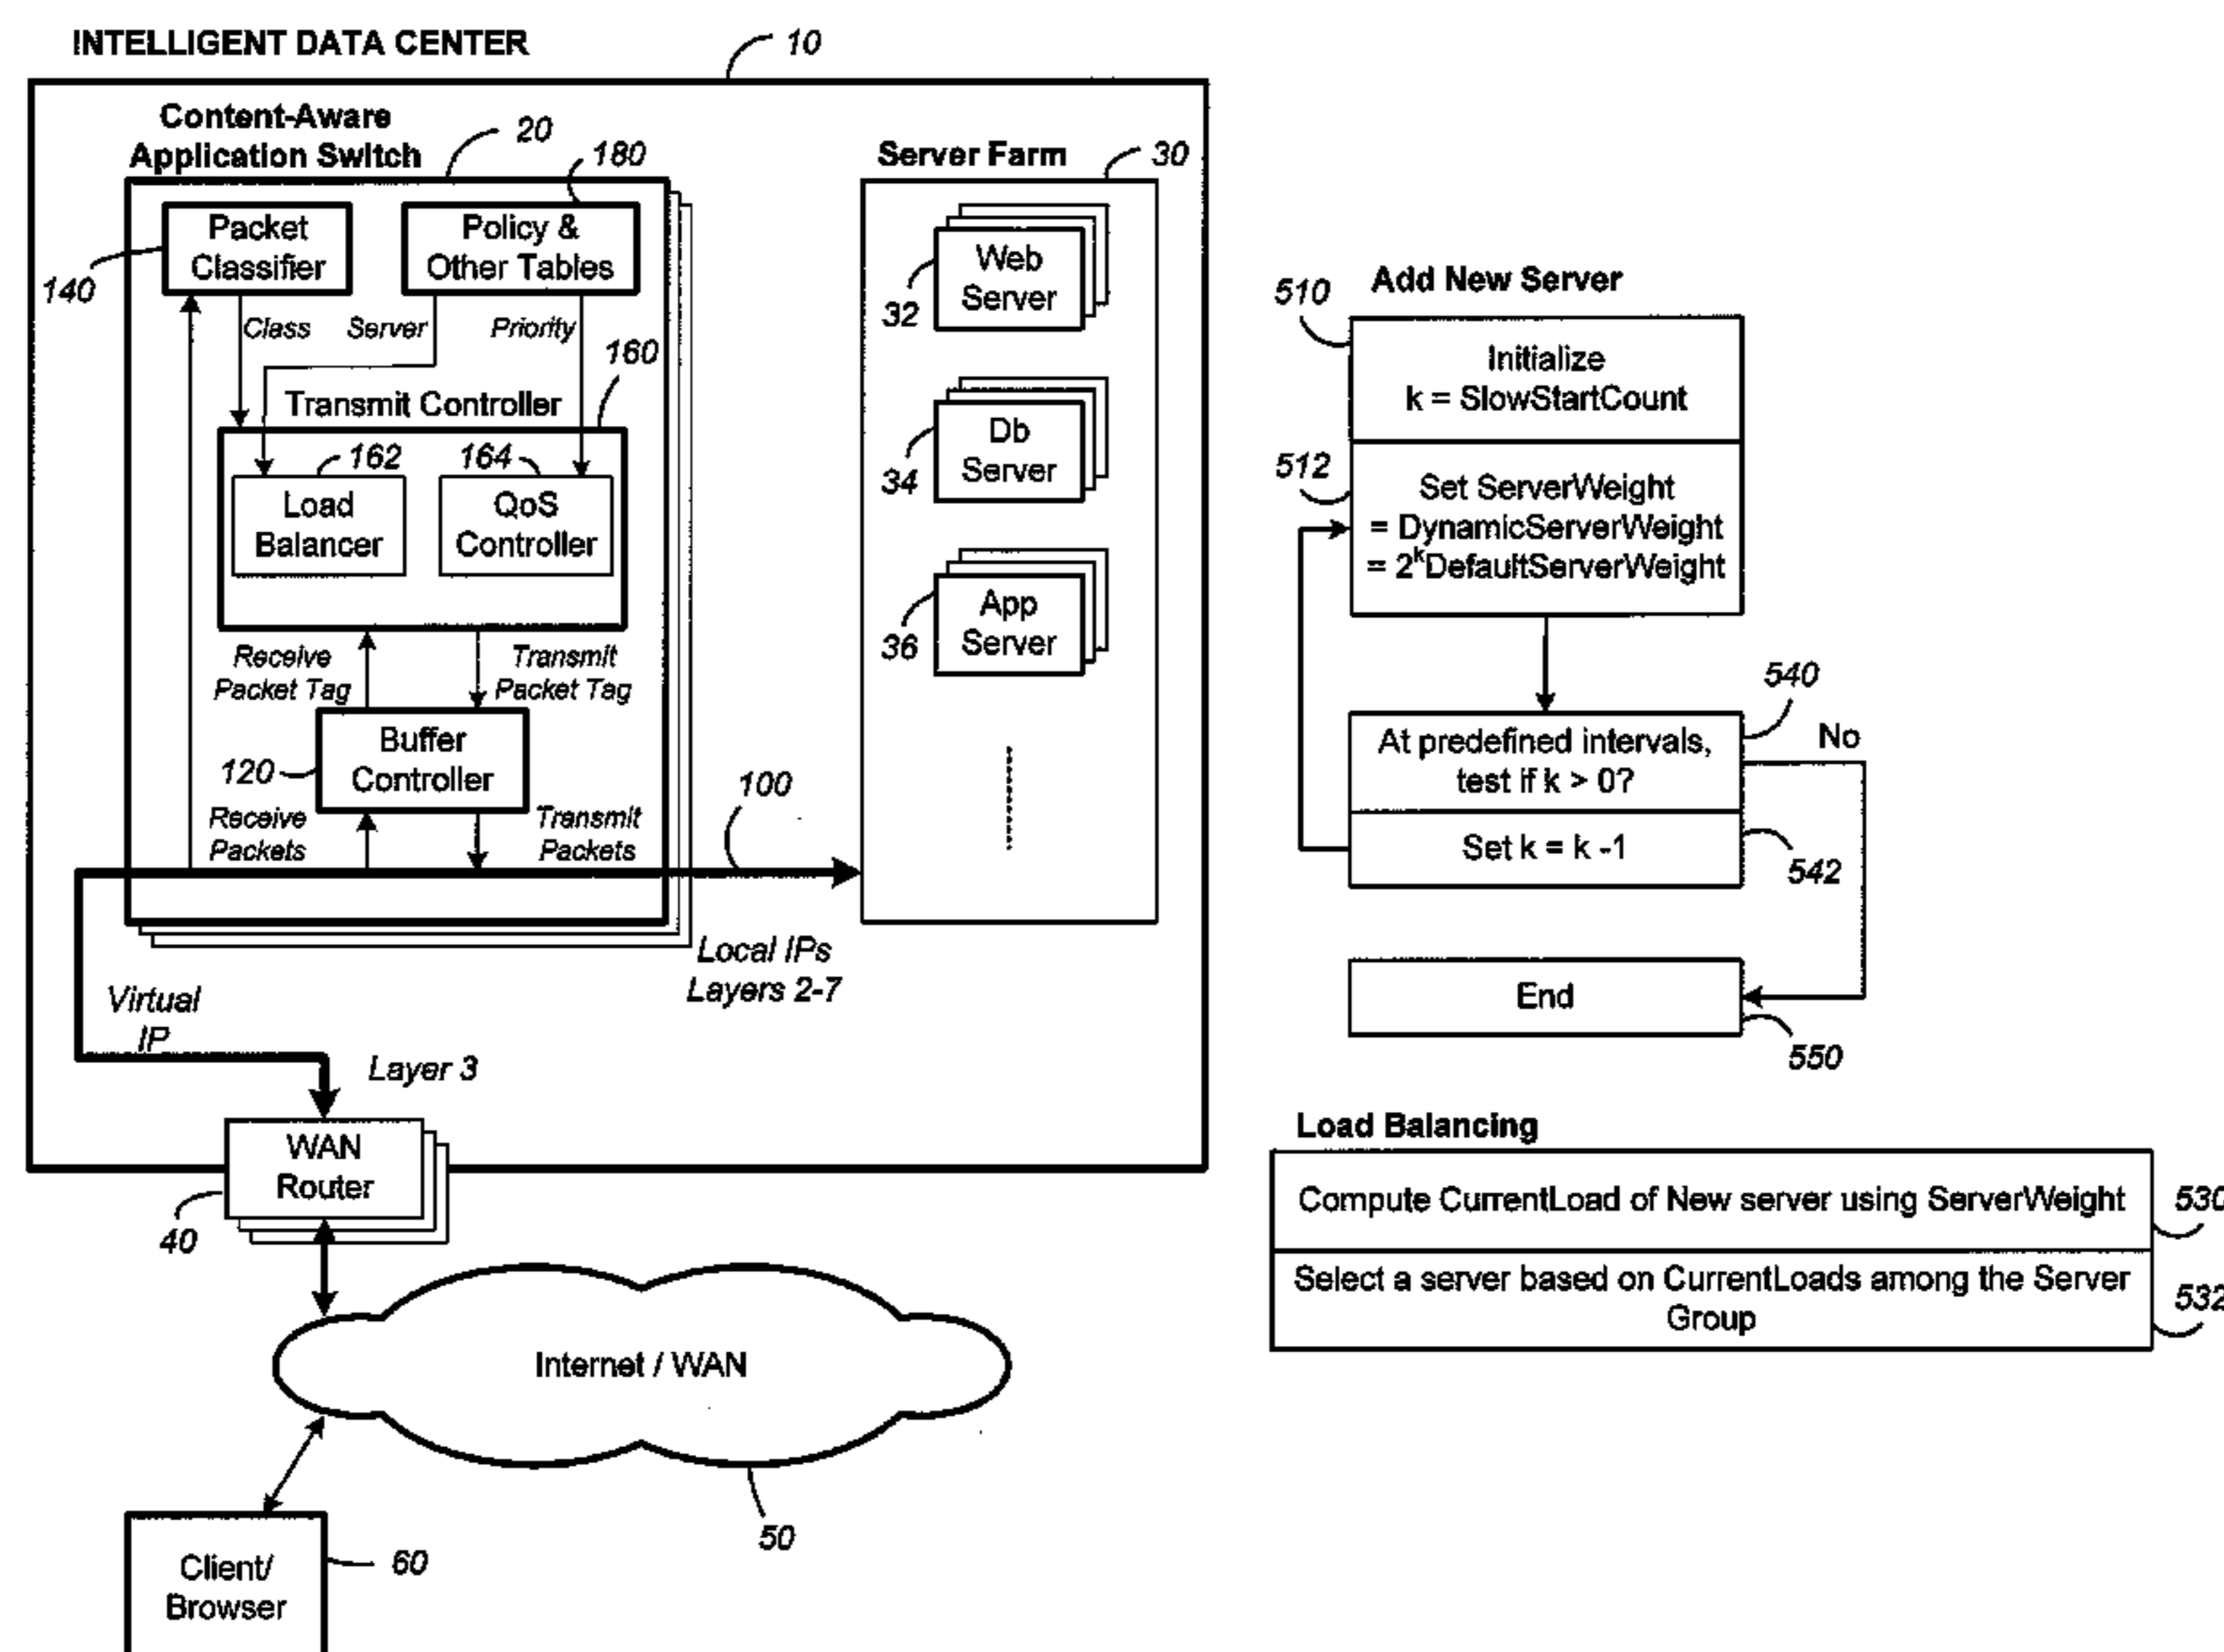 INTELLIGENT DATA CENTER
10
Content-Aware
Application Switch
20
180
Packet
Classifier
140
Policy &
Other Tables
Class
Server
Priority
160
Transmit Controller
162
164
Load
Balancer
QoS
Controller
Receive
Packet Tag
Transmit
Packet Tag
Buffer
Controller
120
Receive
Packets
Transmit
Packets
100
Server Farm
30
Web
Server
32
Db
Server
34
App
Server
36
Local IPs
Layers 2-7
Virtual
IP
Layer 3
WAN
Router
40
Internet / WAN
50
Client/
Browser
60
Add New Server
510
Initialize
k = SlowStartCount
512
Set ServerWeight
= DynamicServerWeight
= 2^kDefaultServerWeight
540
At predefined intervals,
test if k > 0?
No
Set k = k -1
542
End
550
Load Balancing
Compute CurrentLoad of New server using ServerWeight
530
Select a server based on CurrentLoads among the Server
Group
532